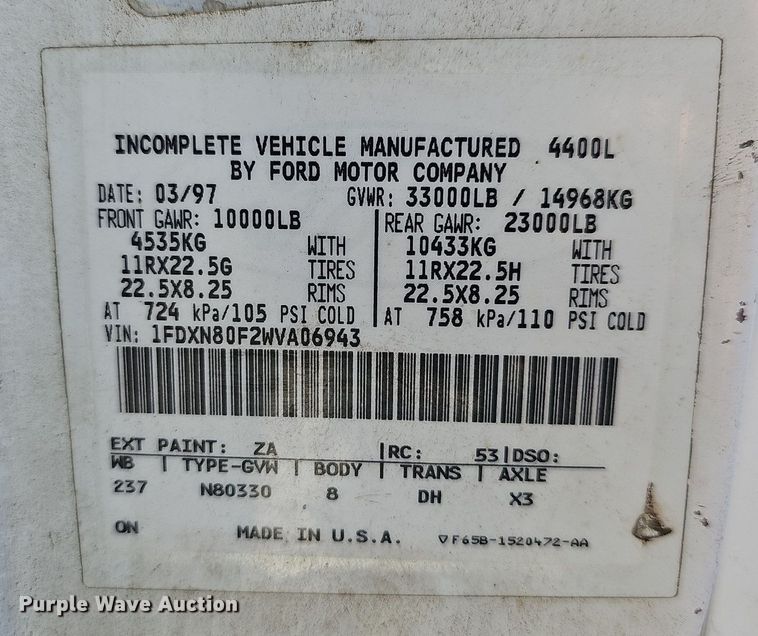 INCOMPLETE VEHICLE MANUFACTURED 4400L
BY FORD MOTOR COMPANY
DATE: 03/97 GVWR: 33000LB / 14968KG
FRONT GAWR: 10000LB REAR GAWR: 23000LB
4535KG WITH 10433KG WITH
11RX22.5G TIRES 11RX22.5H TIRES
22.5X8.25 RIMS 22.5X8.25 RIMS
AT 724 kPa/105 PSI COLD AT 758 kPa/110 PSI COLD
VIN: 1FDXN80F2WVA06943
EXT PAINT: ZA RC: 53 DSO:
WB TYPE-GVW BODY TRANS AXLE
237 N80330 8 DH X3
ON MADE IN U.S.A. ▽F65B-1520472-AA
Purple Wave Auction